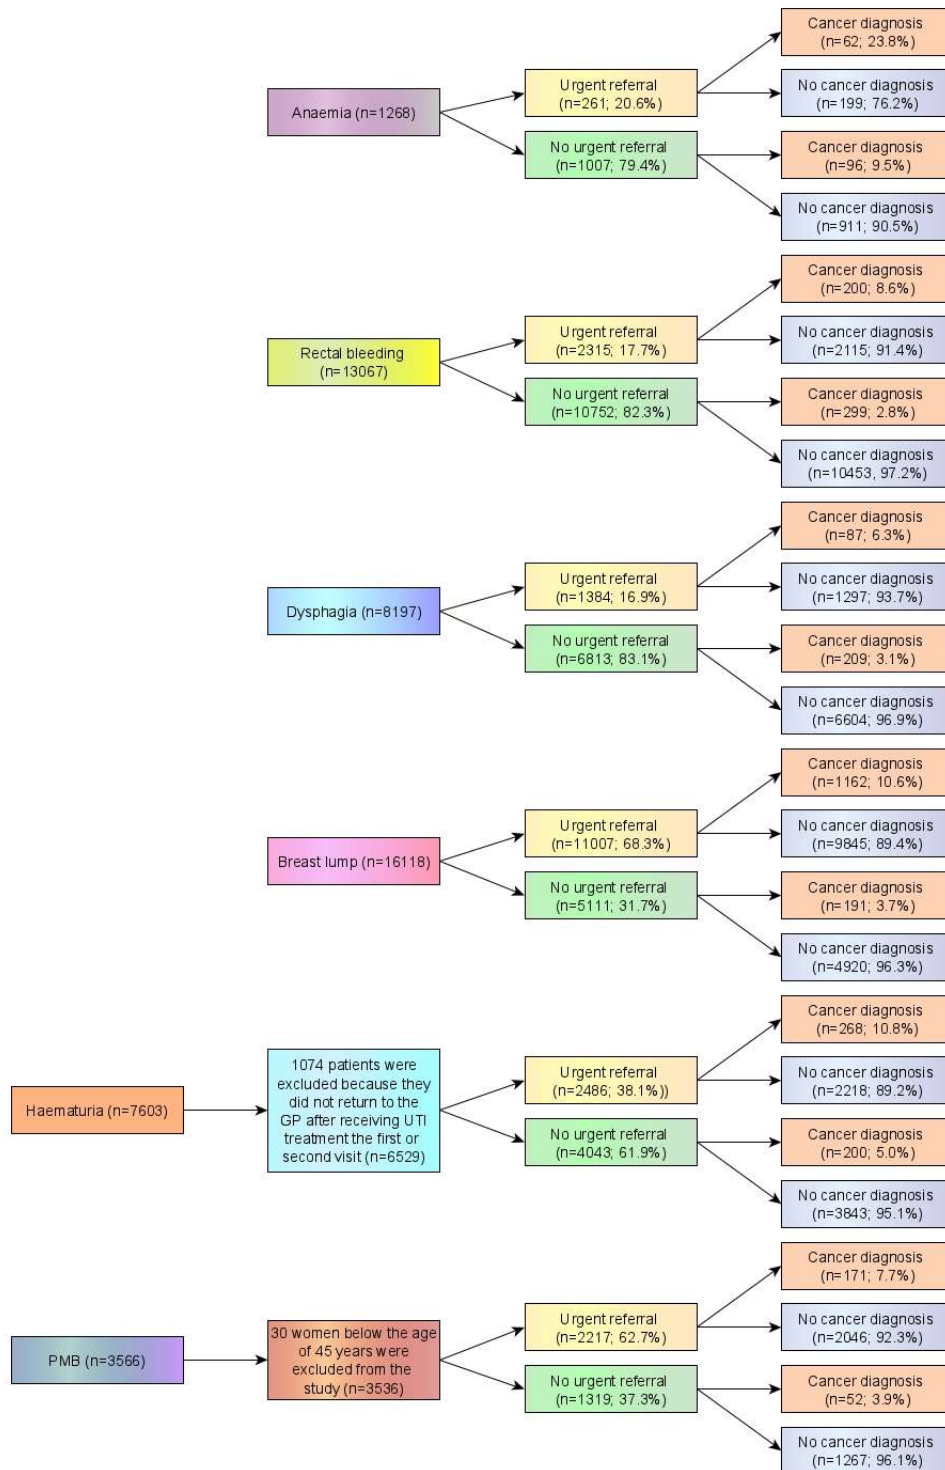 Cancer diagnosis
(n=62; 23.8%)
Urgent referral
(n=261; 20.6%)
No cancer diagnosis
(n=199; 76.2%)
Anaemia (n=1268)
No urgent referral
(n=1007; 79.4%)
Cancer diagnosis
(n=96; 9.5%)
No cancer diagnosis
(n=911; 90.5%)
Cancer diagnosis
(n=200; 8.6%)
Urgent referral
(n=2315; 17.7%)
No cancer diagnosis
(n=2115; 91.4%)
Rectal bleeding
(n=13067)
No urgent referral
(n=10752; 82.3%)
Cancer diagnosis
(n=299; 2.8%)
No cancer diagnosis
(n=10453, 97.2%)
Cancer diagnosis
(n=87; 6.3%)
Urgent referral
(n=1384; 16.9%)
No cancer diagnosis
(n=1297; 93.7%)
Dysphagia (n=8197)
No urgent referral
(n=6813; 83.1%)
Cancer diagnosis
(n=209; 3.1%)
No cancer diagnosis
(n=6604; 96.9%)
Cancer diagnosis
(n=1162; 10.6%)
Urgent referral
(n=11007; 68.3%)
No cancer diagnosis
(n=9845; 89.4%)
Breast lump (n=16118)
No urgent referral
(n=5111; 31.7%)
Cancer diagnosis
(n=191; 3.7%)
No cancer diagnosis
(n=4920; 96.3%)
Cancer diagnosis
(n=268; 10.8%)
Urgent referral
(n=2486; 38.1%))
No cancer diagnosis
(n=2218; 89.2%)
Haematuria (n=7603)
1074 patients were
excluded because they
did not return to the
GP after receiving UTI
treatment the first or
second visit (n=6529)
No urgent referral
(n=4043; 61.9%)
Cancer diagnosis
(n=200; 5.0%)
No cancer diagnosis
(n=3843; 95.1%)
Cancer diagnosis
(n=171; 7.7%)
Urgent referral
(n=2217; 62.7%)
No cancer diagnosis
(n=2046; 92.3%)
PMB (n=3566)
30 women below the age
of 45 years were
excluded from the
study (n=3536)
No urgent referral
(n=1319; 37.3%)
Cancer diagnosis
(n=52; 3.9%)
No cancer diagnosis
(n=1267; 96.1%)